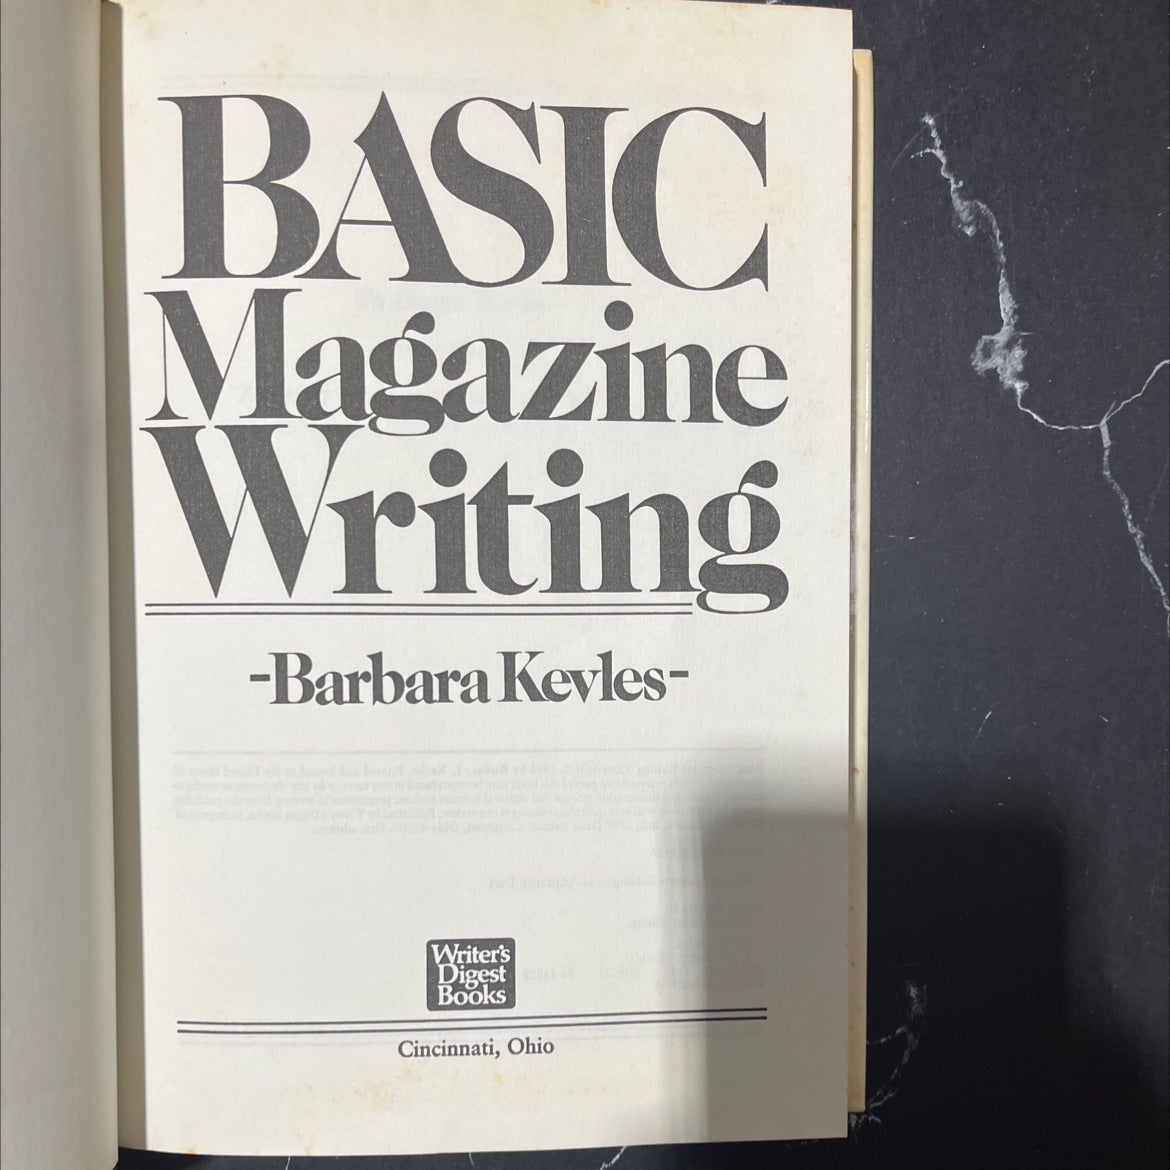 BASIC
Magazine
Writing
-Barbara Kevles-
Writer's
Digest
Books
Cincinnati, Ohio